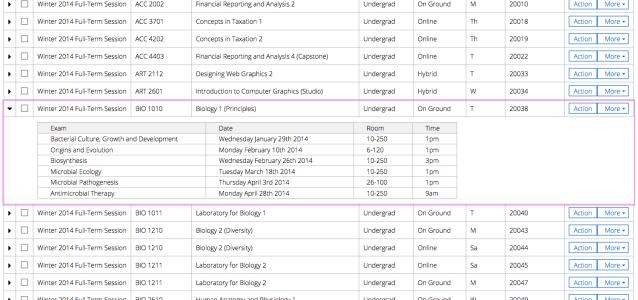 Winter 2014 Full-Term Session ACC 2002 Financial Reporting and Analysis 2 Undergrad On Ground M 20010 Action More
Winter 2014 Full-Term Session ACC 3701 Concepts in Taxation 1 Undergrad Online Th 20018 Action More
Winter 2014 Full-Term Session ACC 4202 Concepts in Taxation 2 Undergrad Online Th 20019 Action More
Winter 2014 Full-Term Session ACC 4403 Financial Reporting and Analysis 4 (Capstone) Undergrad Online T 20022 Action More
Winter 2014 Full-Term Session ART 2112 Designing Web Graphics 2 Undergrad Hybrid T 20033 Action More
Winter 2014 Full-Term Session ART 2601 Introduction to Computer Graphics (Studio) Undergrad Hybrid W 20034 Action More
Winter 2014 Full-Term Session BIO 1010 Biology 1 (Principles) Undergrad On Ground T 20038 Action More
Exam Date Room Time
Bacterial Culture, Growth and Development Wednesday January 29th 2014 10-250 1pm
Origins and Evolution Monday February 10th 2014 6-120 1pm
Biosynthesis Wednesday February 26th 2014 10-250 3pm
Microbial Ecology Tuesday March 18th 2014 10-250 1pm
Microbial Pathogenesis Thursday April 3rd 2014 26-100 1pm
Antimicrobial Therapy Monday April 28th 2014 10-250 9am
Winter 2014 Full-Term Session BIO 1011 Laboratory for Biology 1 Undergrad On Ground T 20040 Action More
Winter 2014 Full-Term Session BIO 1210 Biology 2 (Diversity) Undergrad On Ground M 20043 Action More
Winter 2014 Full-Term Session BIO 1210 Biology 2 (Diversity) Undergrad Online Sa 20044 Action More
Winter 2014 Full-Term Session BIO 1211 Laboratory for Biology 2 Undergrad Online Sa 20045 Action More
Winter 2014 Full-Term Session BIO 1211 Laboratory for Biology 2 Undergrad On Ground M 20047 Action More
Winter 2014 Full-Term Session BIO 2610 Human Anatomy and Physiology 1 Undergrad On Ground W 20049 Action More